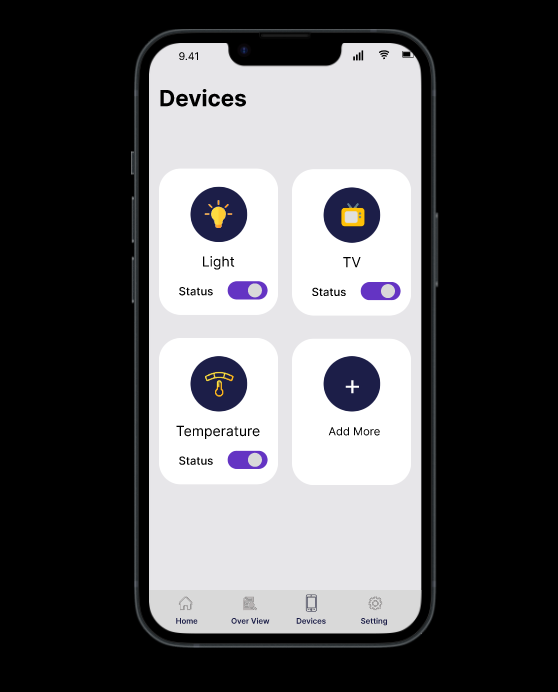 9.41
Devices
Light
TV
Status
Status
Temperature
Add More
Status
+
Home
Over View
Devices
Setting